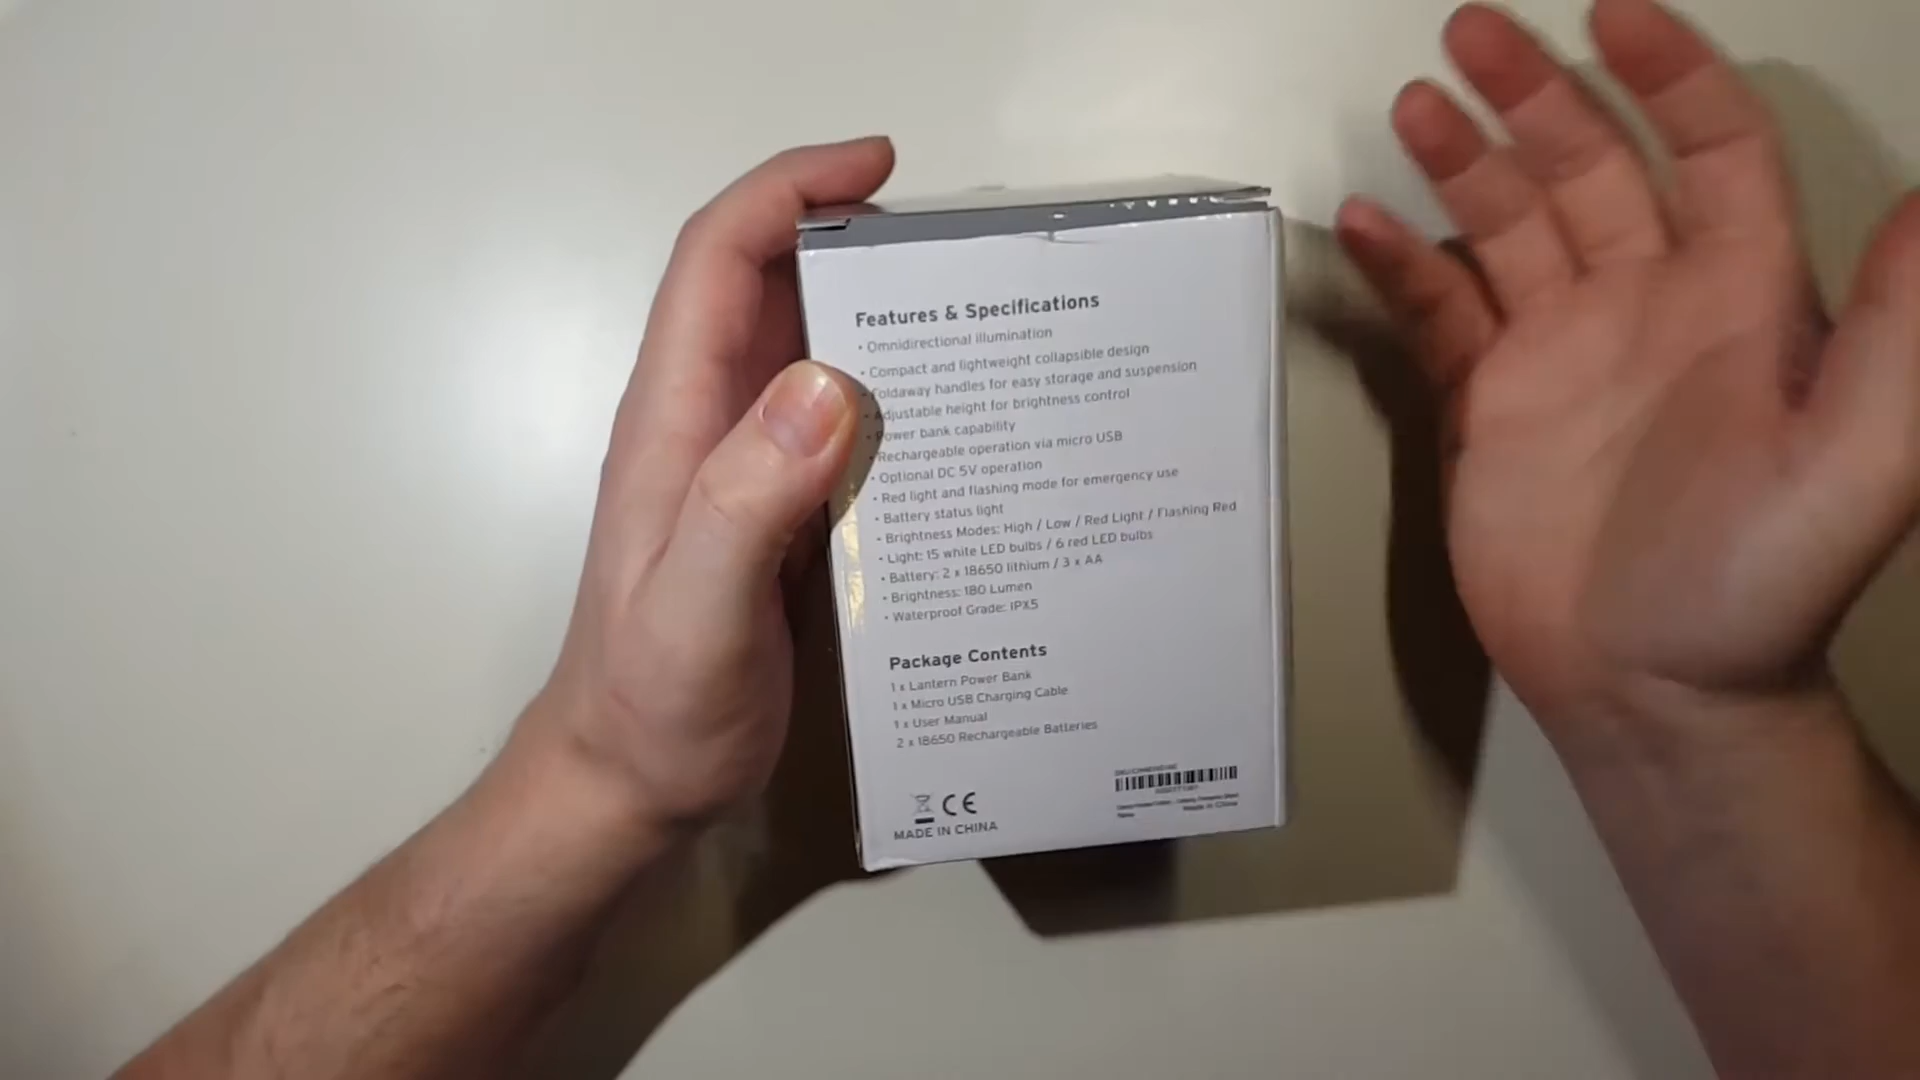 Features & Specifications
• Omnidirectional illumination
• Compact and lightweight collapsible design
handles for easy storage and suspension
height for brightness control
bank capability
• Rechargeable operation via micro USB
• Optional DC 5V operation
• Red light and flashing mode for emergency use
• Battery status light
• Brightness Modes: High / Low / Red Light / Flashing Red
• Light: 15 white LED bulbs / 6 red LED bulbs
• Battery: 2 x 18650 lithium / 3 x AA
• Brightness: 180 Lumen
• Waterproof Grade: IPX5
Package Contents
1 x Lantern Power Bank
1 x Micro USB Charging Cable
1 x User Manual
2 x 18650 Rechargeable Batteries
CE
MADE IN CHINA
Made in China